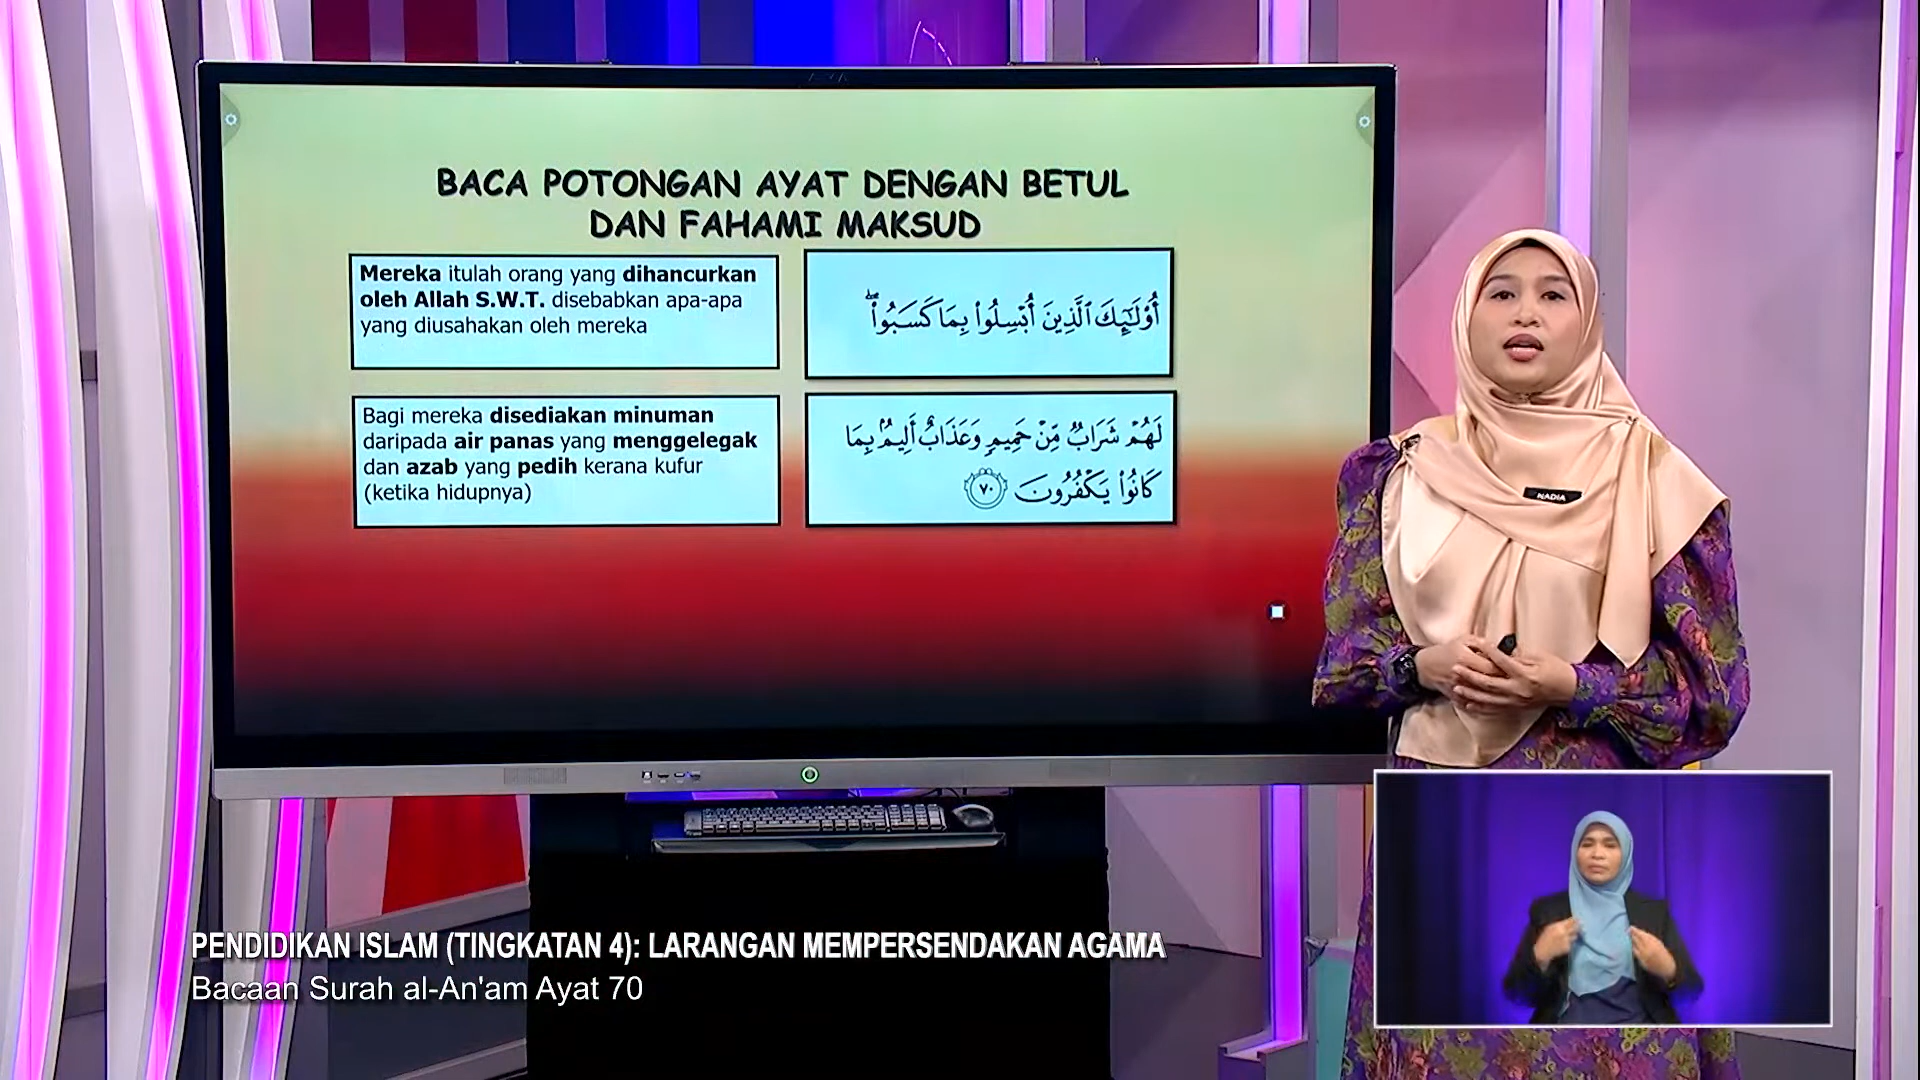 BACA POTONGAN AYAT DENGAN BETUL
DAN FAHAMI MAKSUD
Mereka itulah orang yang dihancurkan
oleh Allah S.W.T. disebabkan apa-apa
yang diusahakan oleh mereka
أُوْلَٰٓئِكَ ٱلَّذِينَ أُبۡسِلُواْ بِمَا كَسَبُواْۖ
Bagi mereka disediakan minuman
daripada air panas yang menggelegak
dan azab yang pedih kerana kufur
(ketika hidupnya)
لَهُمۡ شَرَابٞ مِّنۡ حَمِيمٖ وَعَذَابٌ أَلِيمُۢ بِمَا
كَانُواْ يَكۡفُرُونَ ٧٠
NADIA
PENDIDIKAN ISLAM (TINGKATAN 4): LARANGAN MEMPERSENDAKAN AGAMA
Bacaan Surah al-An'am Ayat 70